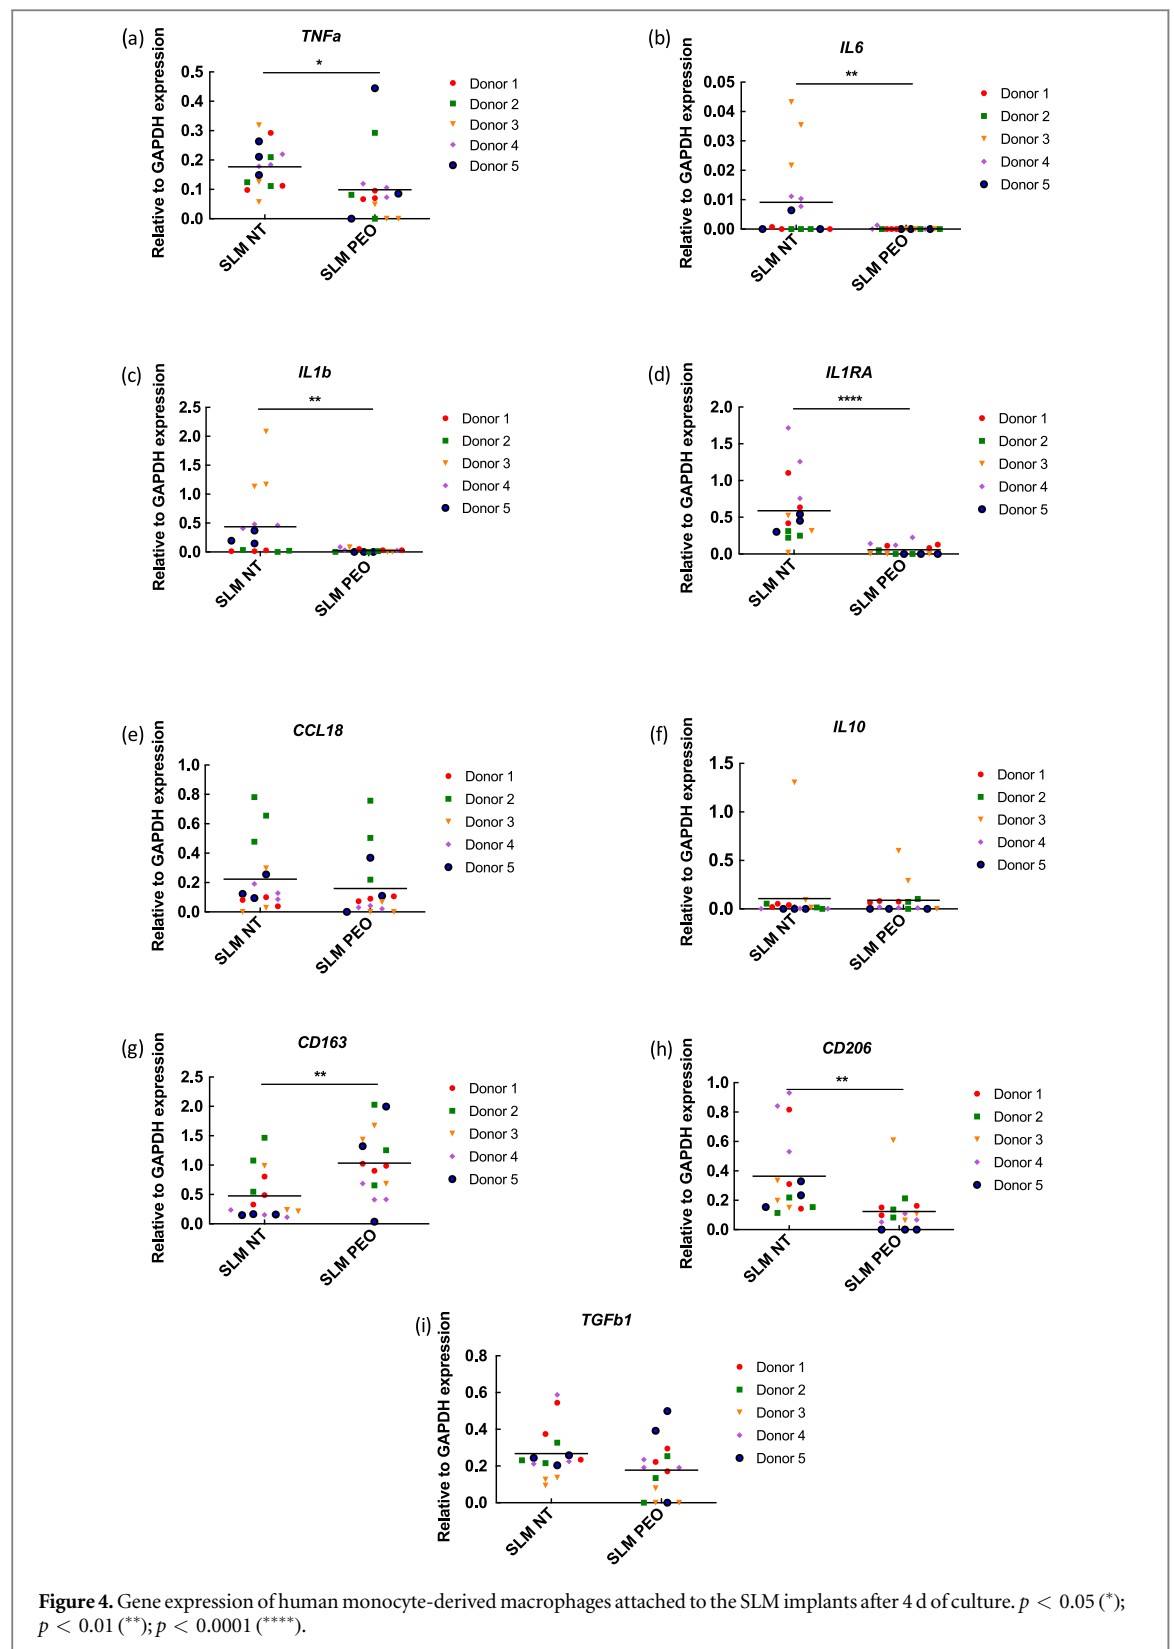 (a)
TNFa
*
Relative to GAPDH expression
0.5
0.4
0.3
0.2
0.1
0.0
SLM NT
SLM PEO
Donor 1
Donor 2
Donor 3
Donor 4
Donor 5
(b)
IL6
**
Relative to GAPDH expression
0.05
0.04
0.03
0.02
0.01
0.00
SLM NT
SLM PEO
Donor 1
Donor 2
Donor 3
Donor 4
Donor 5
(c)
IL1b
**
Relative to GAPDH expression
2.5
2.0
1.5
1.0
0.5
0.0
SLM NT
SLM PEO
Donor 1
Donor 2
Donor 3
Donor 4
Donor 5
(d)
IL1RA
****
Relative to GAPDH expression
2.0
1.5
1.0
0.5
0.0
SLM NT
SLM PEO
Donor 1
Donor 2
Donor 3
Donor 4
Donor 5
(e)
CCL18
Relative to GAPDH expression
1.0
0.8
0.6
0.4
0.2
0.0
SLM NT
SLM PEO
Donor 1
Donor 2
Donor 3
Donor 4
Donor 5
(f)
IL10
Relative to GAPDH expression
1.5
1.0
0.5
0.0
SLM NT
SLM PEO
Donor 1
Donor 2
Donor 3
Donor 4
Donor 5
(g)
CD163
**
Relative to GAPDH expression
2.5
2.0
1.5
1.0
0.5
0.0
SLM NT
SLM PEO
Donor 1
Donor 2
Donor 3
Donor 4
Donor 5
(h)
CD206
**
Relative to GAPDH expression
1.0
0.8
0.6
0.4
0.2
0.0
SLM NT
SLM PEO
Donor 1
Donor 2
Donor 3
Donor 4
Donor 5
(i)
TGFb1
Relative to GAPDH expression
0.8
0.6
0.4
0.2
0.0
SLM NT
SLM PEO
Donor 1
Donor 2
Donor 3
Donor 4
Donor 5
Figure 4. Gene expression of human monocyte-derived macrophages attached to the SLM implants after 4 d of culture. p < 0.05 (*);
p < 0.01 (**); p < 0.0001 (****).